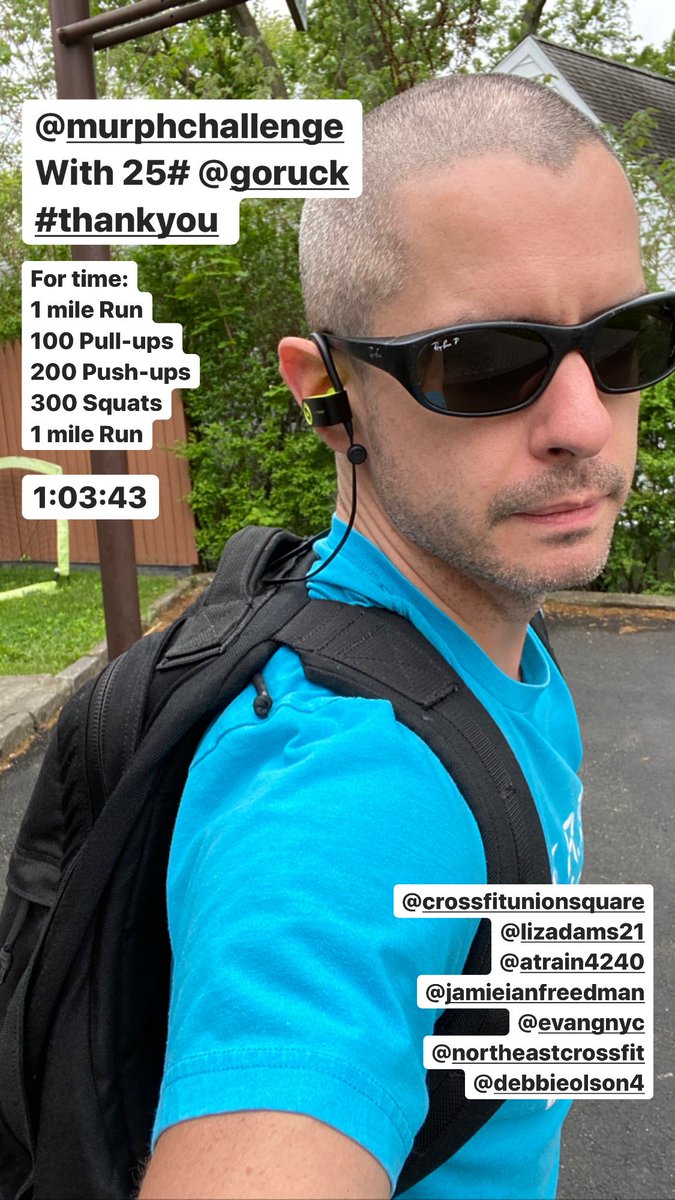 @murphchallenge
With 25# @goruck
#thankyou
For time:
1 mile Run
100 Pull-ups
200 Push-ups
300 Squats
1 mile Run
1:03:43
Ray-Ban P
@crossfitunionsquare
@lizadams21
@atrain4240
@jamieianfreedman
@evangnyc
@northeastcrossfit
@debbieolson4